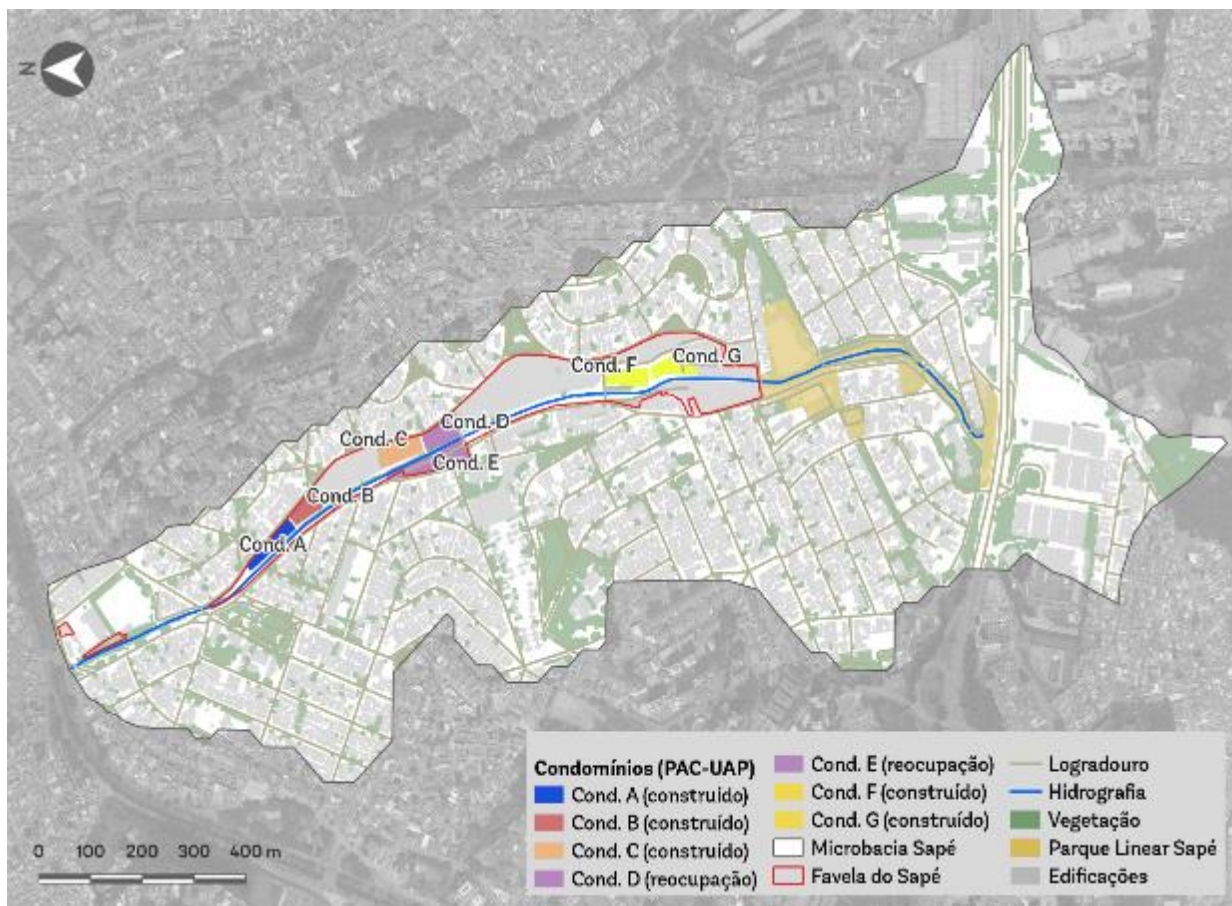 N
Cond. F
Cond. G
Cond. C
Cond. D
Cond. E
Cond. B
Cond. A
0 100 200 300 400 m
Condomínios (PAC-UAP)
Cond. A (construído)
Cond. B (construído)
Cond. C (construído)
Cond. D (reocupação)
Cond. E (reocupação)
Cond. F (construído)
Cond. G (construído)
Microbacia Sapé
Favela do Sapé
Logradouro
Hidrografia
Vegetação
Parque Linear Sapé
Edificações